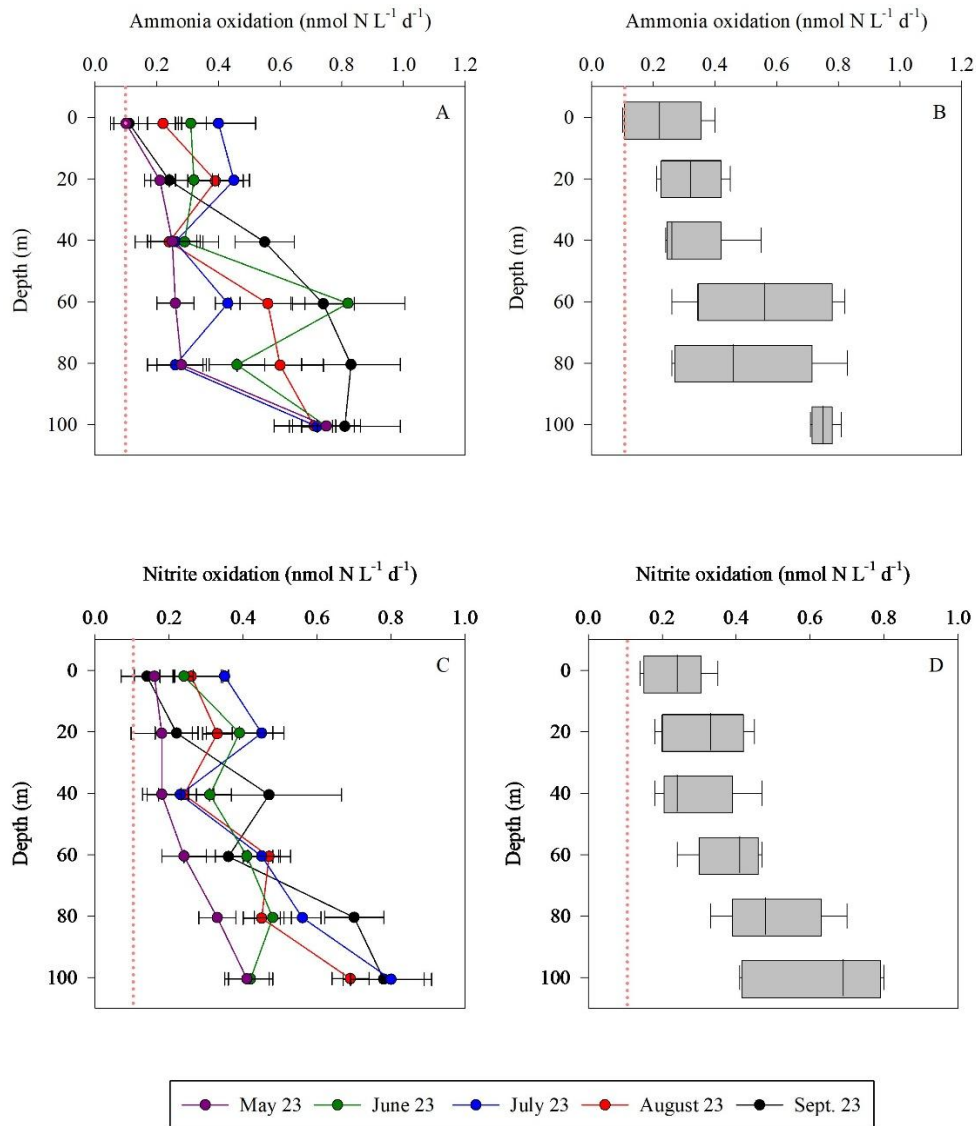 Ammonia oxidation (nmol N L⁻¹ d⁻¹)
0.0 0.2 0.4 0.6 0.8 1.0 1.2
A
Depth (m)
0
20
40
60
80
100
Ammonia oxidation (nmol N L⁻¹ d⁻¹)
0.0 0.2 0.4 0.6 0.8 1.0 1.2
B
Depth (m)
0
20
40
60
80
100
Nitrite oxidation (nmol N L⁻¹ d⁻¹)
0.0 0.2 0.4 0.6 0.8 1.0
C
Depth (m)
0
20
40
60
80
100
Nitrite oxidation (nmol N L⁻¹ d⁻¹)
0.0 0.2 0.4 0.6 0.8 1.0
D
Depth (m)
0
20
40
60
80
100
May 23 June 23 July 23 August 23 Sept. 23